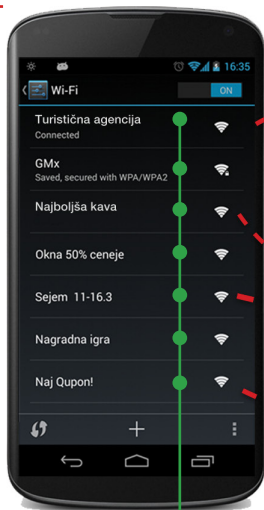 16:35
Wi-Fi
ON
Turistična agencija
Connected
GMx
Saved, secured with WPA/WPA2
Najboljša kava
Okna 50% ceneje
Sejem 11-16.3
Nagradna igra
Naj Qupon!